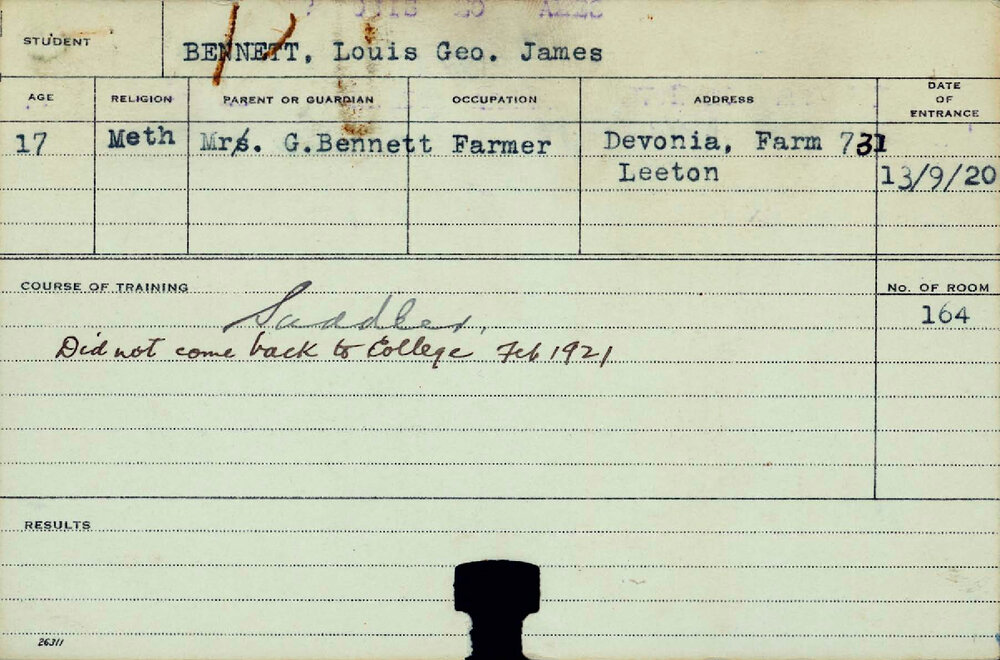 STUDENT
BENNETT, Louis Geo. James
AGE RELIGION PARENT OR GUARDIAN OCCUPATION ADDRESS DATE OF ENTRANCE
17 Meth Mrs. G.Bennett Farmer Devonia, Farm 731
Leeton 13/9/20
COURSE OF TRAINING No. OF ROOM
Saddler. 164
Did not come back to College Feb 1921
RESULTS
26311